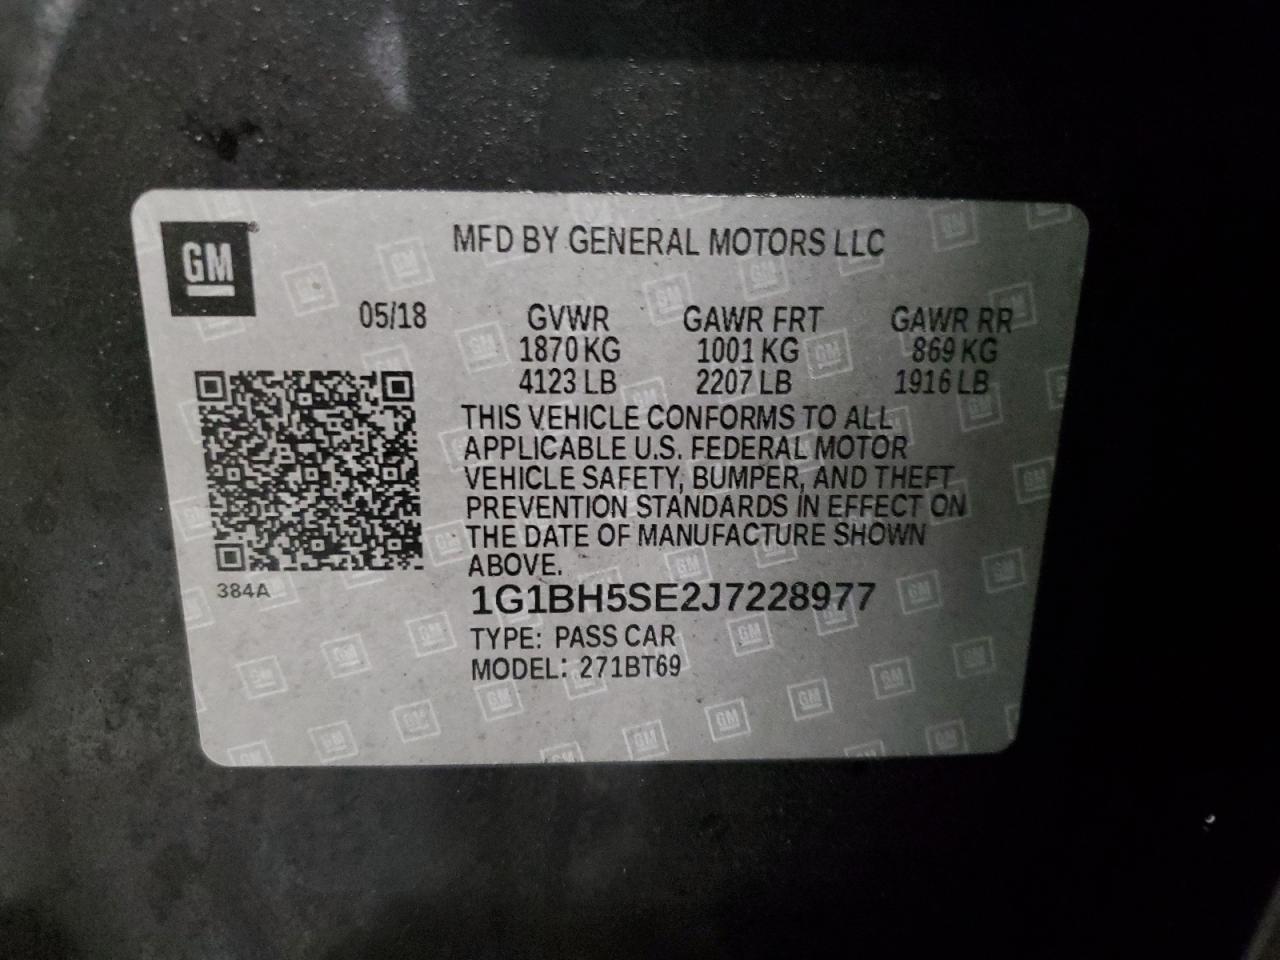 GM
MFD BY GENERAL MOTORS LLC
05/18 GVWR GAWR FRT GAWR RR
1870 KG 1001 KG 869 KG
4123 LB 2207 LB 1916 LB
THIS VEHICLE CONFORMS TO ALL
APPLICABLE U.S. FEDERAL MOTOR
VEHICLE SAFETY, BUMPER, AND THEFT
PREVENTION STANDARDS IN EFFECT ON
THE DATE OF MANUFACTURE SHOWN
ABOVE.
384A
1G1BH5SE2J7228977
TYPE: PASS CAR
MODEL: 271BT69